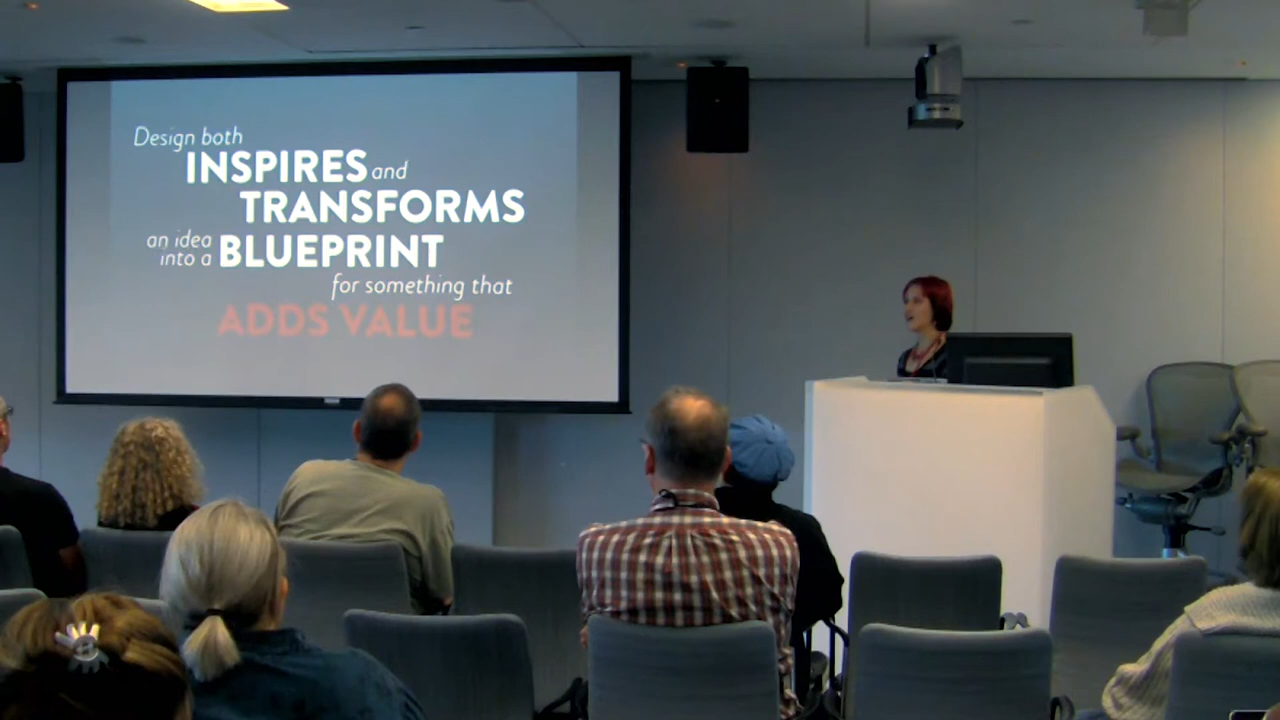 Design both
INSPIRES and
TRANSFORMS
an idea
into a BLUEPRINT
for something that
ADDS VALUE